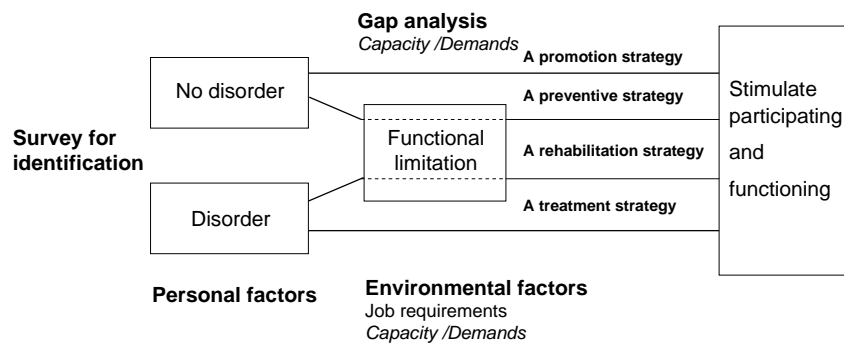 Gap analysis
Capacity /Demands
A promotion strategy
No disorder
A preventive strategy
Survey for
identification
Functional
limitation
A rehabilitation strategy
Disorder
A treatment strategy
Stimulate
participating
and
functioning
Personal factors
Environmental factors
Job requirements
Capacity /Demands